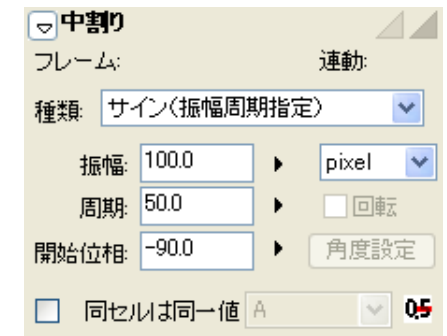 中割り
フレーム: 連動:
種類: サイン(振幅周期指定)
振幅: 100.0 pixel
周期: 50.0 回転
開始位相: -90.0 角度設定
同セルは同一値 A 0.5